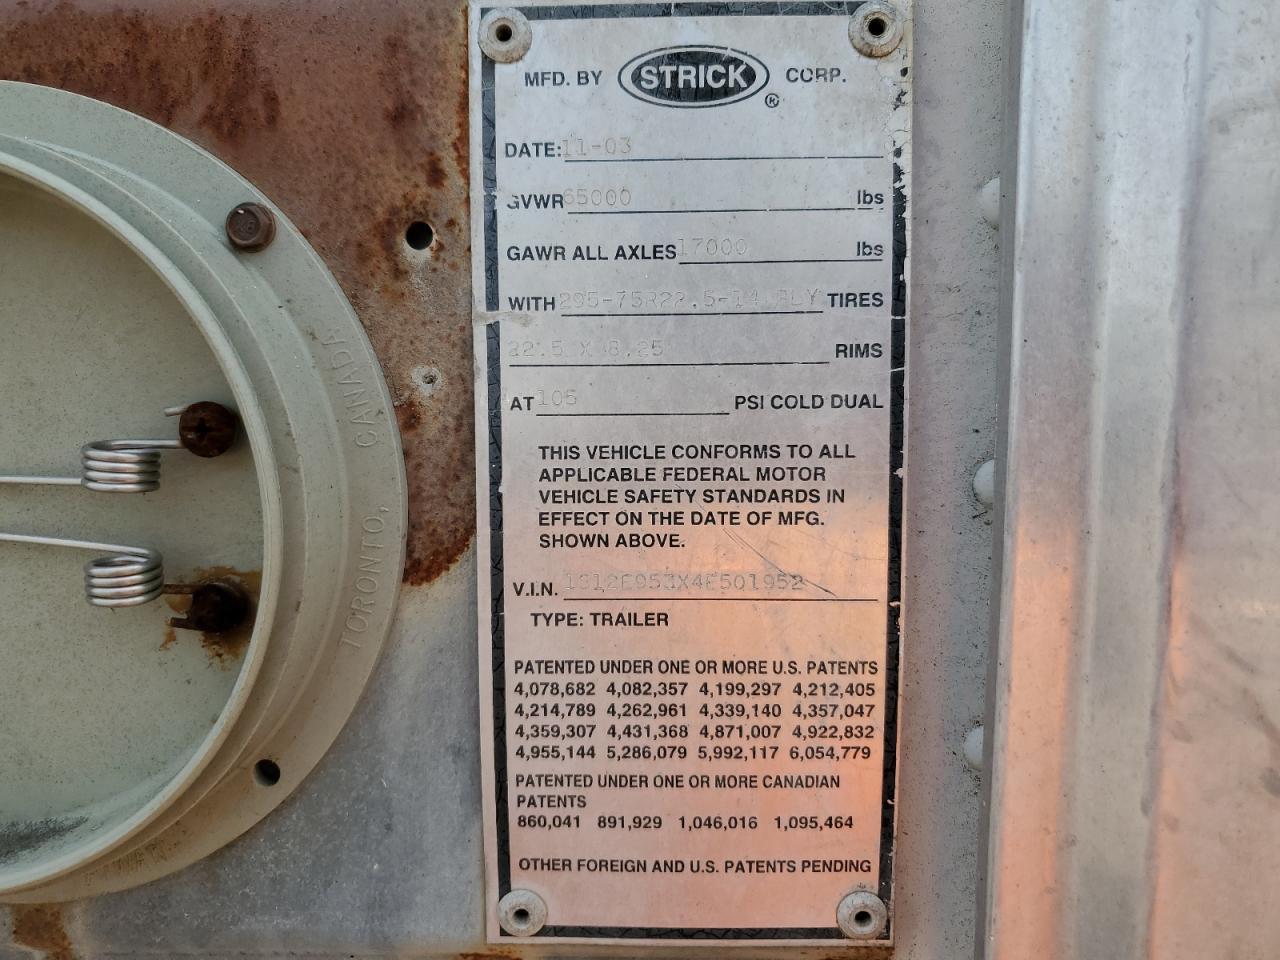 MFD. BY STRICK ® CORP.
DATE: 11-03
GVWR 65000 lbs
GAWR ALL AXLES 17000 lbs
WITH 295-75R22.5-14 PLY TIRES
22.5 X 8.25 RIMS
AT 105 PSI COLD DUAL
THIS VEHICLE CONFORMS TO ALL
APPLICABLE FEDERAL MOTOR
VEHICLE SAFETY STANDARDS IN
EFFECT ON THE DATE OF MFG.
SHOWN ABOVE.
V.I.N. 1S12E953X4E501952
TYPE: TRAILER
PATENTED UNDER ONE OR MORE U.S. PATENTS
4,078,682 4,082,357 4,199,297 4,212,405
4,214,789 4,262,961 4,339,140 4,357,047
4,359,307 4,431,368 4,871,007 4,922,832
4,955,144 5,286,079 5,992,117 6,054,779
PATENTED UNDER ONE OR MORE CANADIAN
PATENTS
860,041 891,929 1,046,016 1,095,464
OTHER FOREIGN AND U.S. PATENTS PENDING
TORONTO, CANADA